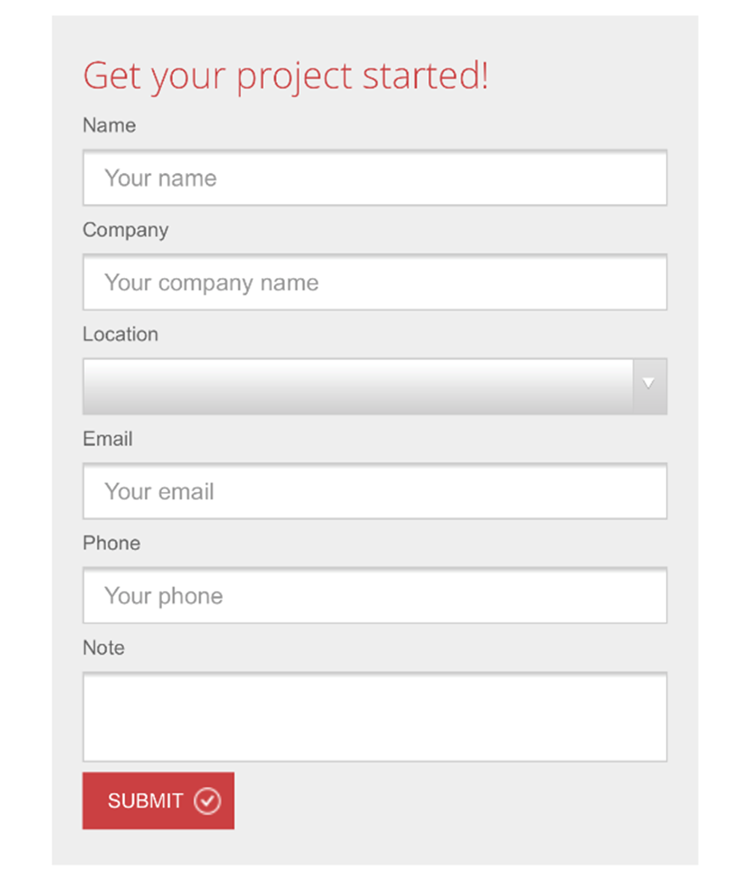 Get your project started!
Name
Your name
Company
Your company name
Location
Email
Your email
Phone
Your phone
Note
SUBMIT